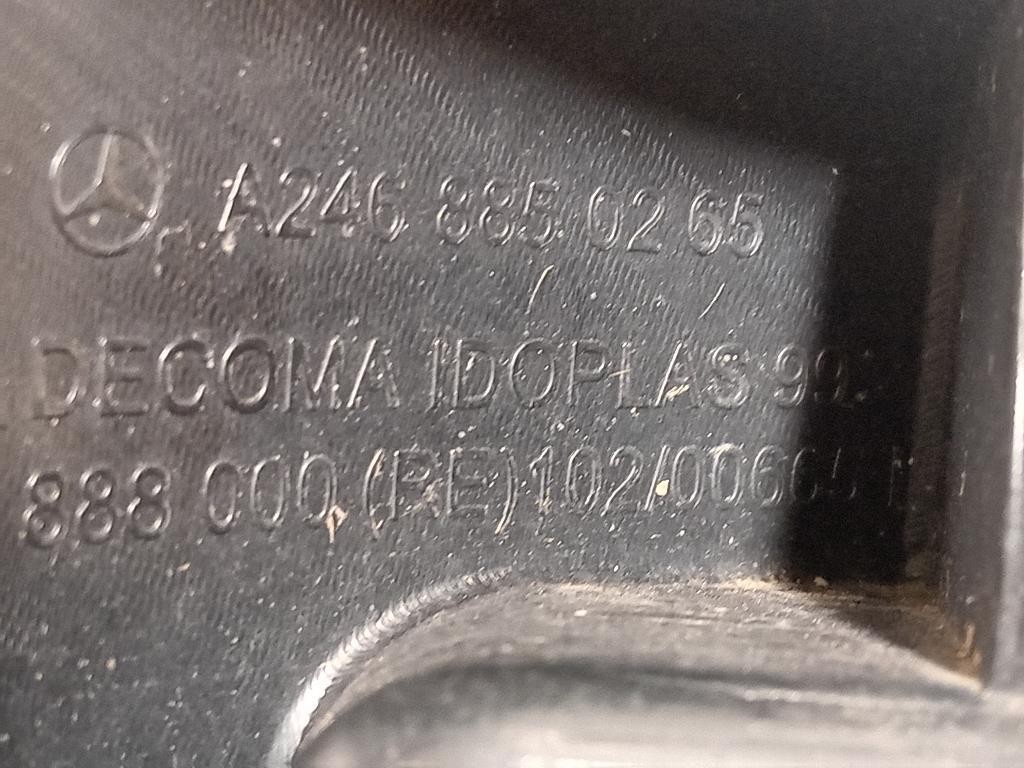 A246 885 02 65
DECOMA IDOPLAS
888 000 (RE) 102/00665